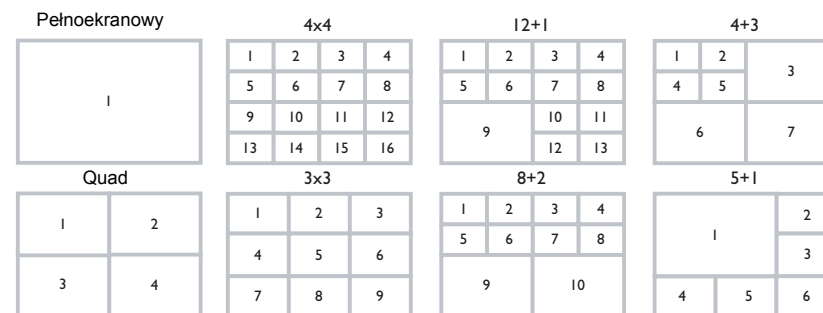 Pełnoekranowy 4x4 12+1 4+3
1 1 2 3 4 1 2 3 4 1 2 3
5 6 7 8 5 6 7 8 4 5
9 10 11 12 9 10 11 6 7
13 14 15 16 12 13
Quad 3x3 8+2 5+1
1 2 1 2 3 1 2 3 4 1 2
4 5 6 5 6 7 8 3
3 4 7 8 9 9 10 4 5 6